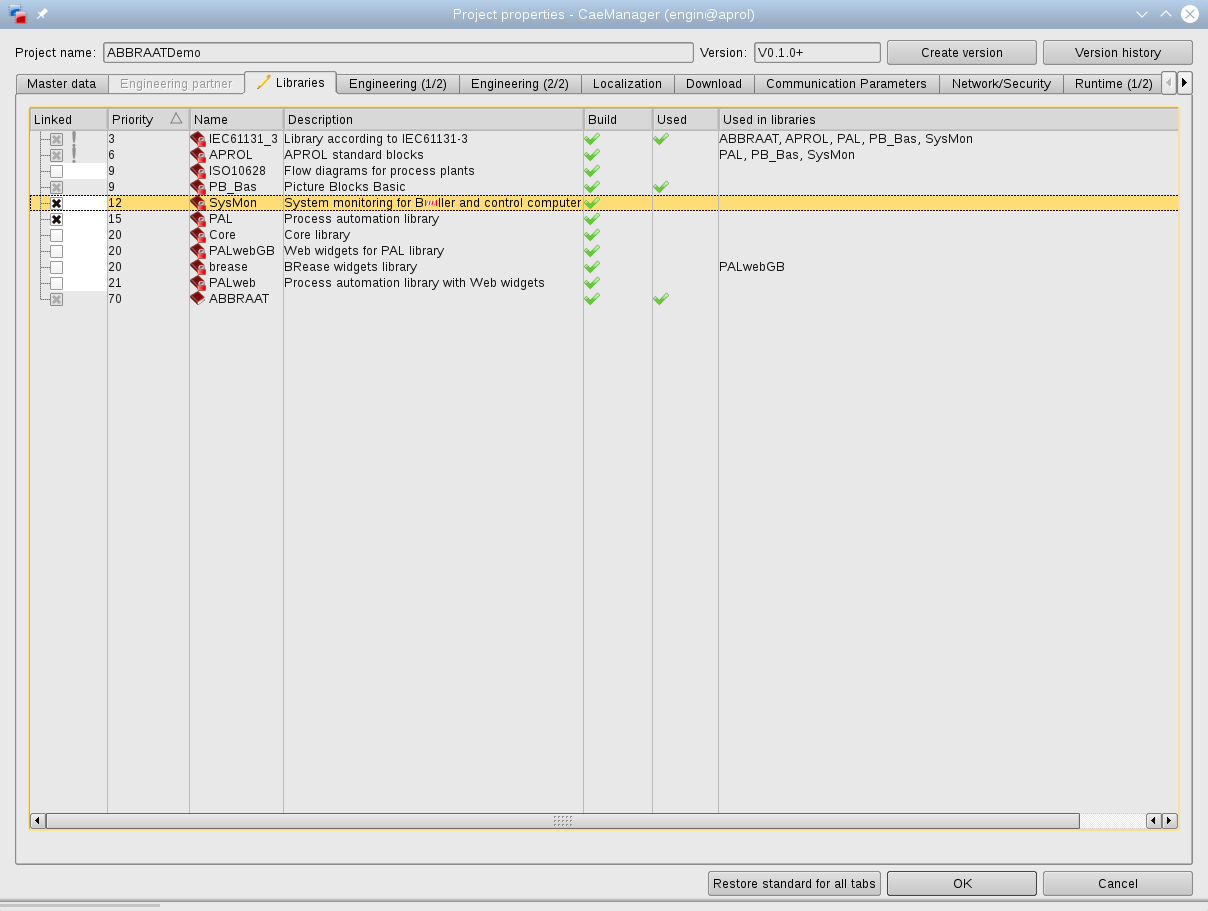 Project properties - CaeManager (engin@aprol)
Project name: ABBRAATDemo Version: V0.1.0+ Create version Version history
Master data Engineering partner Libraries Engineering (1/2) Engineering (2/2) Localization Download Communication Parameters Network/Security Runtime (1/2)
Linked Priority Name Description Build Used Used in libraries
3 IEC61131_3 Library according to IEC61131-3 ABBRAAT, APROL, PAL, PB_Bas, SysMon
6 APROL APROL standard blocks PAL, PB_Bas, SysMon
9 ISO10628 Flow diagrams for process plants
9 PB_Bas Picture Blocks Basic
12 SysMon System monitoring for and control computer
15 PAL Process automation library
20 Core Core library
20 PALwebGB Web widgets for PAL library
20 brease BRease widgets library PALwebGB
21 PALweb Process automation library with Web widgets
70 ABBRAAT
Restore standard for all tabs OK Cancel